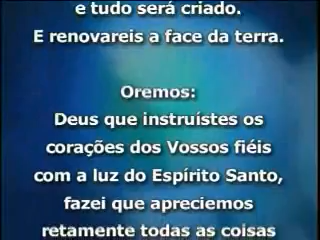 e tudo será criado.
E renovareis a face da terra.
Oremos:
Deus que instruístes os
corações dos Vossos fiéis
com a luz do Espírito Santo,
fazei que apreciemos
retamente todas as coisas